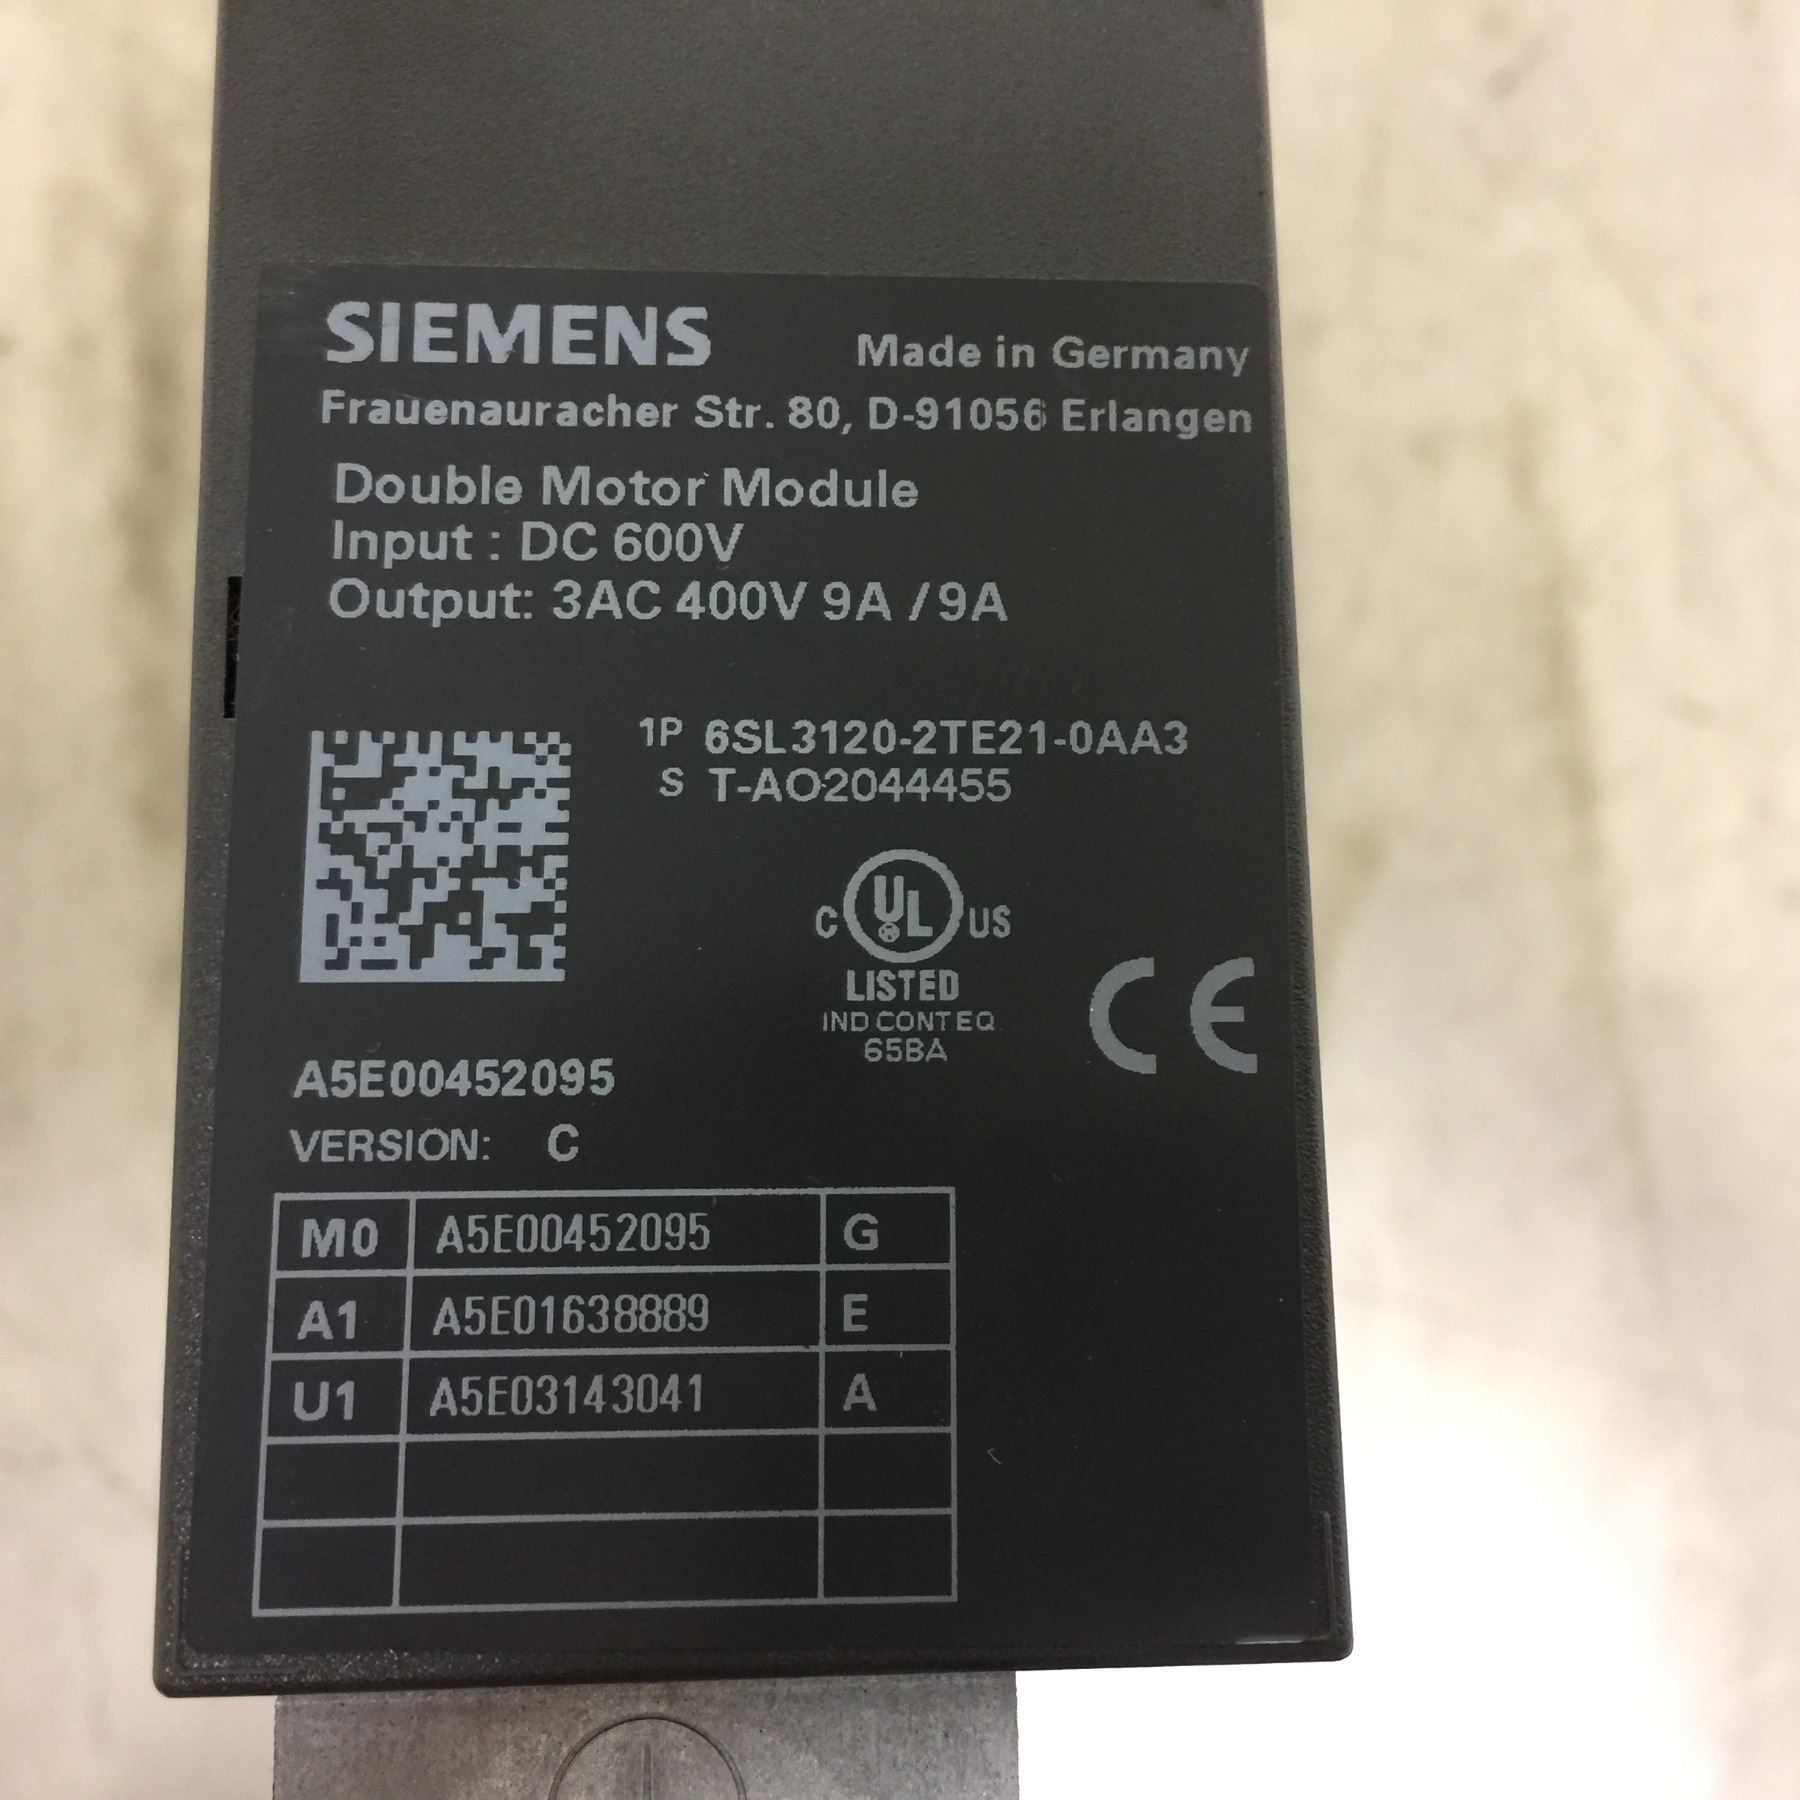 SIEMENS Made in Germany
Frauenauracher Str. 80, D-91056 Erlangen
Double Motor Module
Input : DC 600V
Output: 3AC 400V 9A / 9A
1P 6SL3120-2TE21-0AA3
S T-AO2044455
C UL US
LISTED
IND.CONT.EQ.
65BA
CE
A5E00452095
VERSION: C
M0 A5E00452095 G
A1 A5E01638889 E
U1 A5E03143041 A